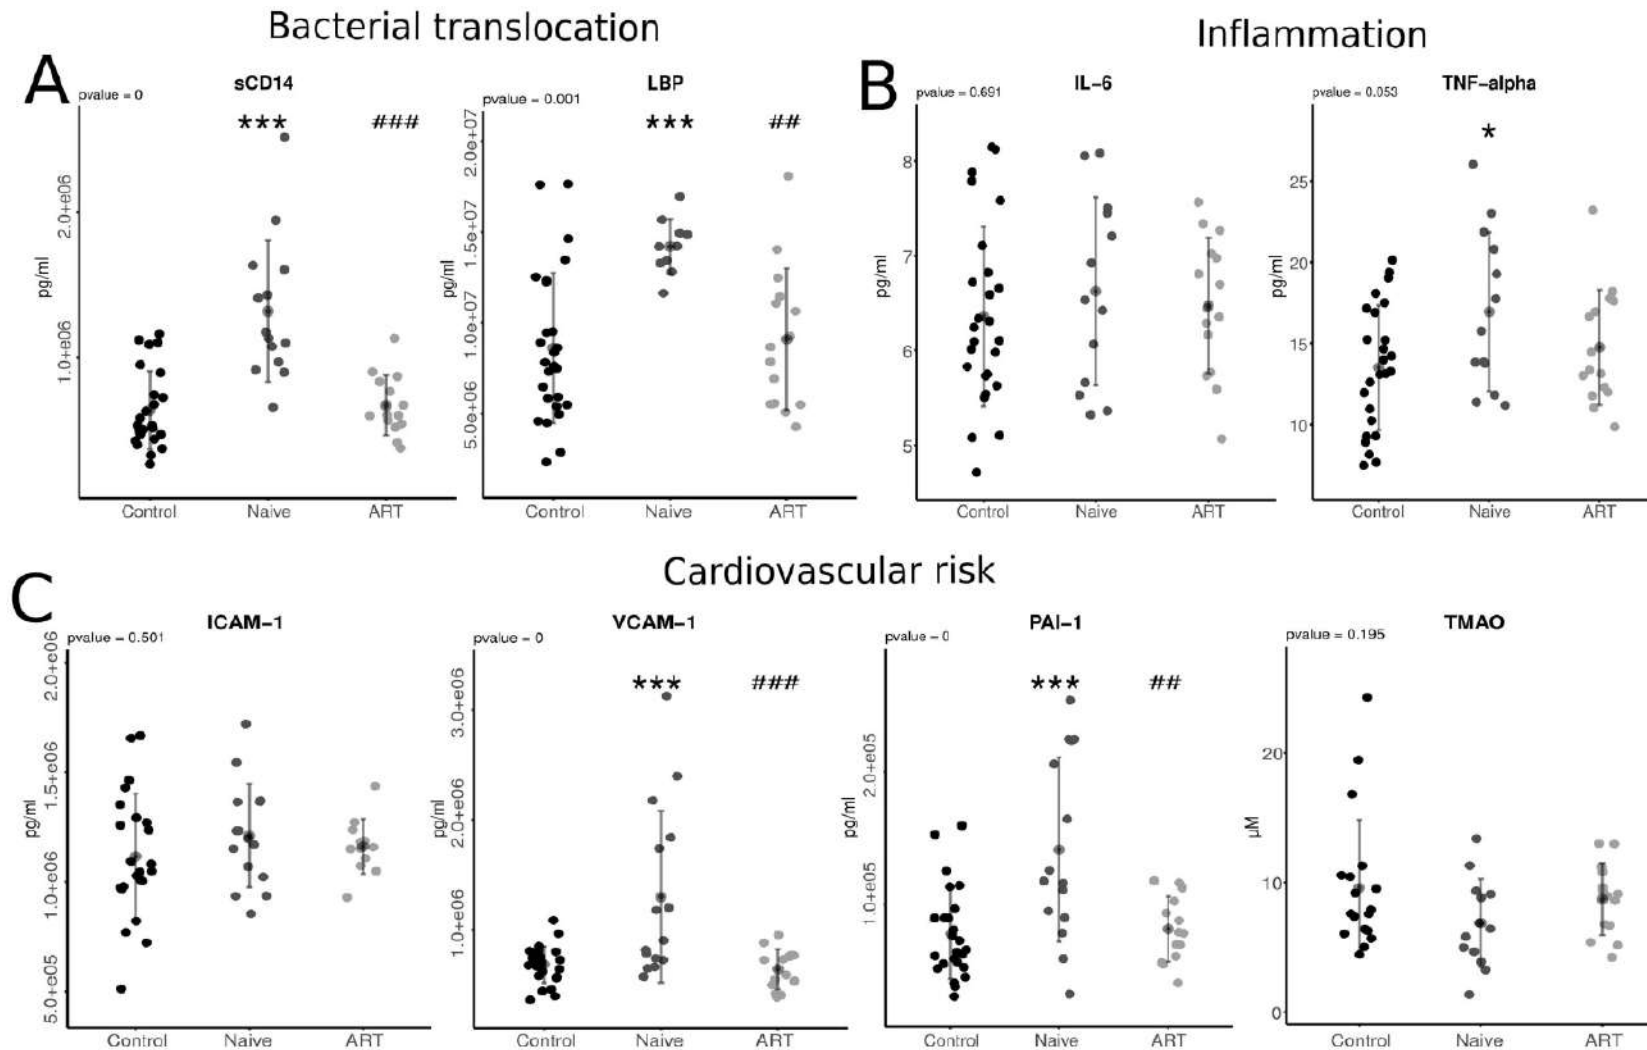 Bacterial translocation
Inflammation
A
sCD14
pvalue = 0
***
###
2.0+e06
1.0+e06
pg/ml
Control
Naive
ART
LBP
pvalue = 0.001
***
##
2.0+e07
1.5e+07
1.0e+07
5.0e+06
pg/ml
Control
Naive
ART
B
IL-6
pvalue = 0.691
8
7
6
5
pg/ml
Control
Naive
ART
TNF-alpha
pvalue = 0.053
*
25
20
15
10
pg/ml
Control
Naive
ART
Cardiovascular risk
C
ICAM-1
pvalue = 0.501
2.0+e06
1.5+e06
1.0+e06
5.0+e05
pg/ml
Control
Naive
ART
VCAM-1
pvalue = 0
***
###
3.0+e06
2.0+e06
1.0+e06
pg/ml
Control
Naive
ART
PAI-1
pvalue = 0
***
##
2.0+e05
1.0+e05
pg/ml
Control
Naive
ART
TMAO
pvalue = 0.195
20
10
0
µM
Control
Naive
ART